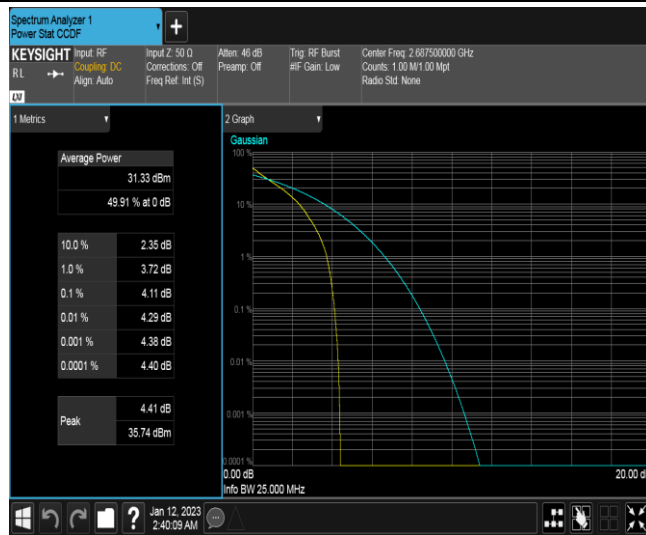 Spectrum Analyzer 1
Power Stat CCDF
+
KEYSIGHT
RL
LXI
Input: RF
Coupling: DC
Align: Auto
Input Z: 50 Ω
Corrections: Off
Freq Ref: Int (S)
Atten: 46 dB
Preamp: Off
Trig: RF Burst
#IF Gain: Low
Center Freq: 2.687500000 GHz
Counts: 1.00 M/1.00 Mpt
Radio Std: None
1 Metrics
Average Power
31.33 dBm
49.91 % at 0 dB
10.0 % 2.35 dB
1.0 % 3.72 dB
0.1 % 4.11 dB
0.01 % 4.29 dB
0.001 % 4.38 dB
0.0001 % 4.40 dB
Peak
4.41 dB
35.74 dBm
2 Graph
Gaussian
100 %
10 %
1 %
0.1 %
0.01 %
0.001 %
0.0001 %
0.00 dB
20.00 d
Info BW 25.000 MHz
?
Jan 12, 2023
2:40:09 AM